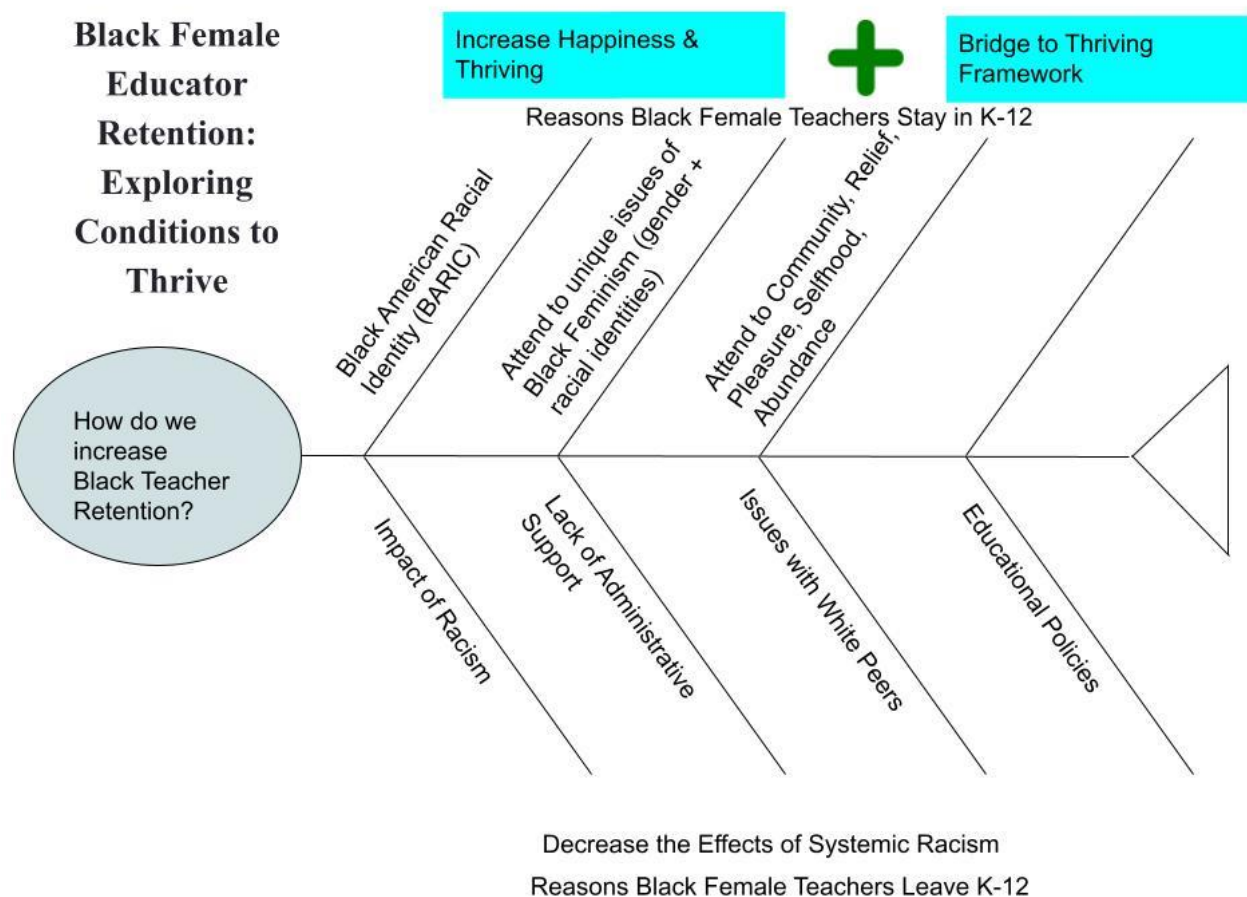 Black Female
Educator
Retention:
Exploring
Conditions to
Thrive
Increase Happiness &
Thriving
Bridge to Thriving
Framework
Reasons Black Female Teachers Stay in K-12
Black American Racial
Identity (BARIC)
Attend to unique issues of
Black Feminism (gender +
racial identities)
Attend to Community, Relief,
Pleasure, Selfhood,
Abundance
How do we
increase
Black Teacher
Retention?
Impact of Racism
Lack of Administrative
Support
Issues with White Peers
Educational Policies
Decrease the Effects of Systemic Racism
Reasons Black Female Teachers Leave K-12